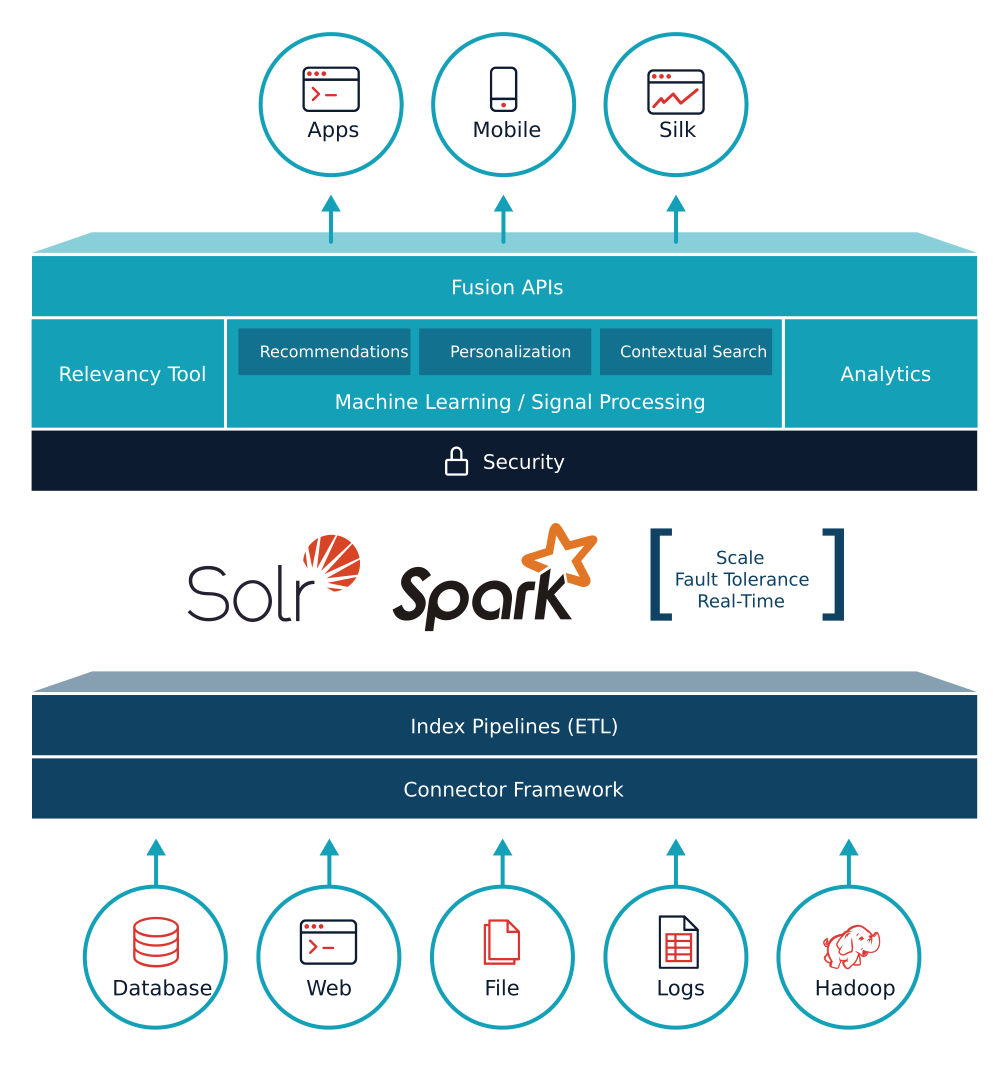 Apps
Mobile
Silk
Fusion APIs
Relevancy Tool
Recommendations
Personalization
Contextual Search
Machine Learning / Signal Processing
Analytics
Security
Solr
Spark
Scale
Fault Tolerance
Real-Time
Index Pipelines (ETL)
Connector Framework
Database
Web
File
Logs
Hadoop